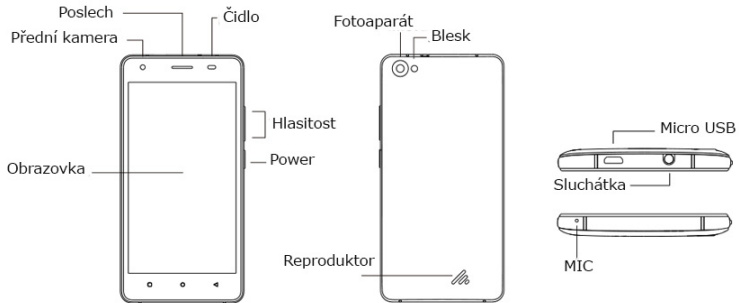 Poslech
Čidlo
Přední kamera
Hlasitost
Power
Obrazovka
Fotoaparát
Blesk
Reproduktor
Micro USB
Sluchátka
MIC